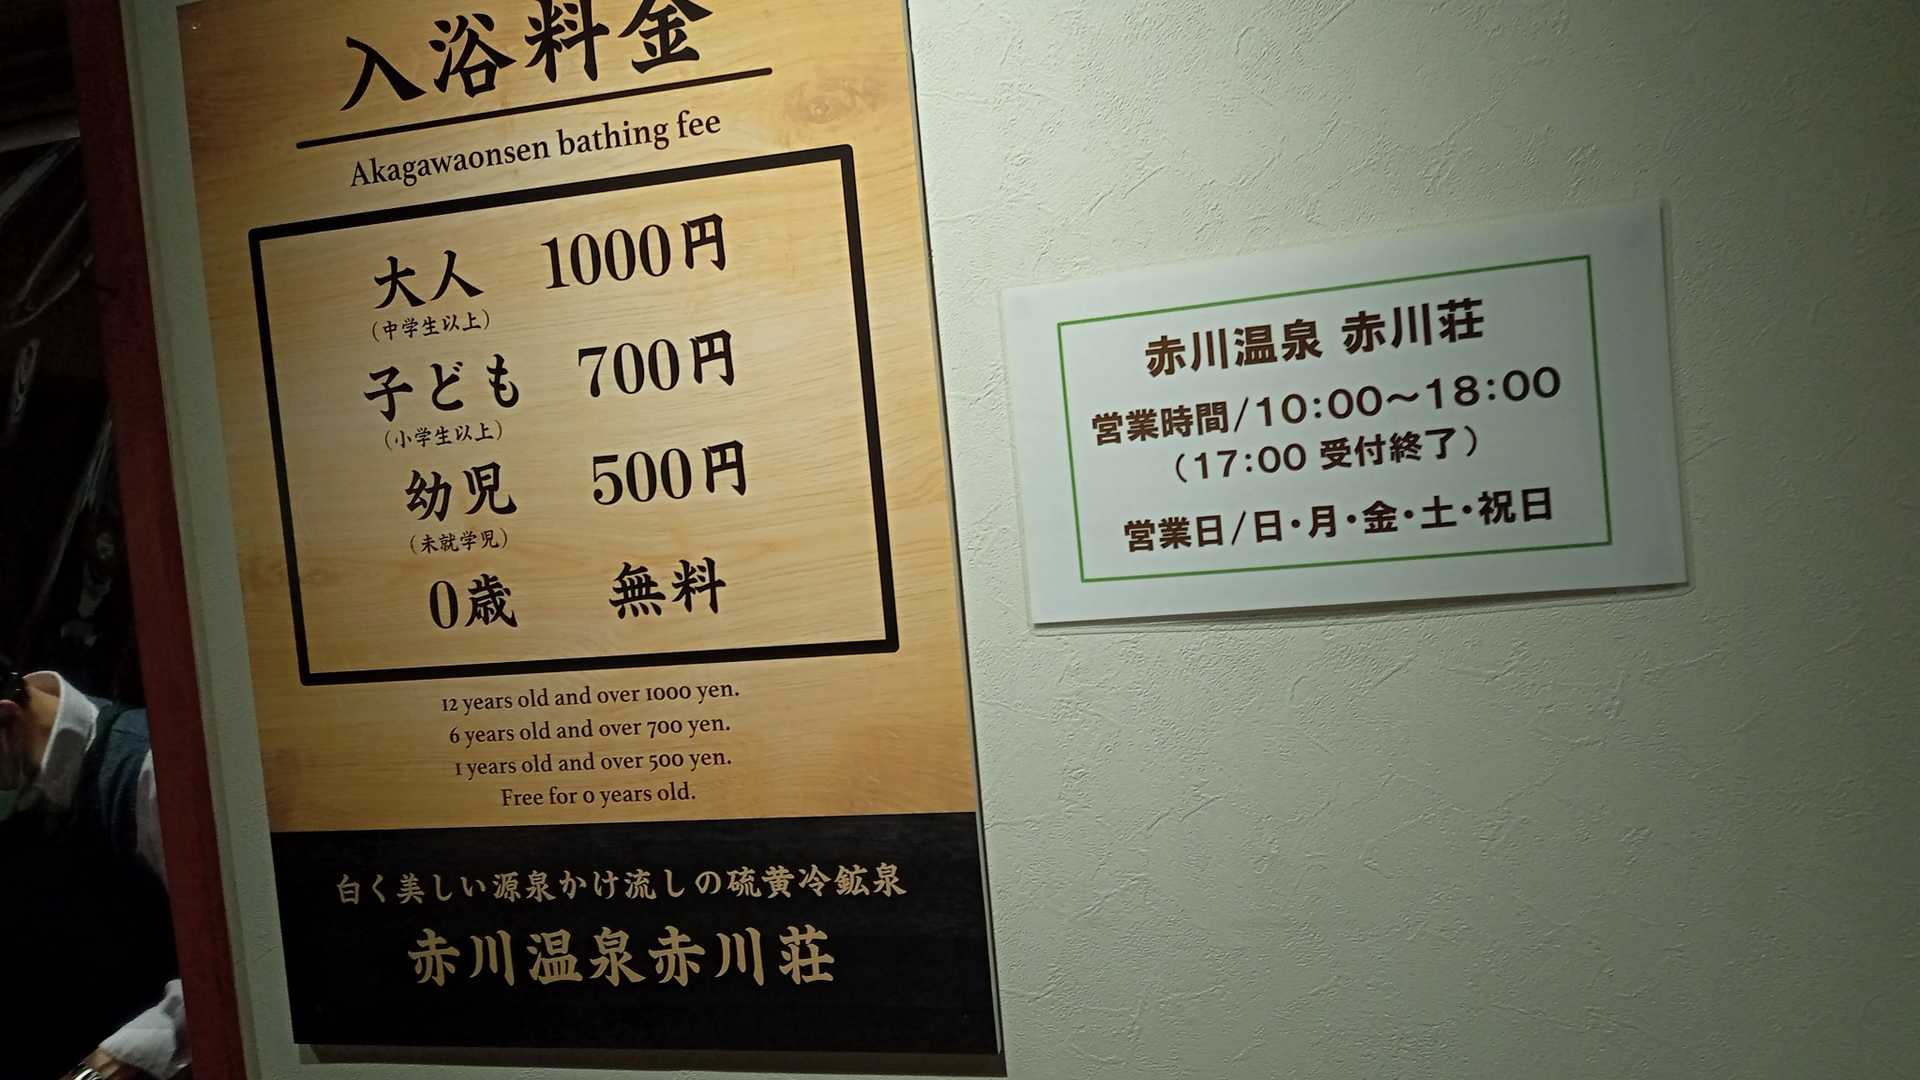 入浴料金
Akagawaonsen bathing fee
大人 1000円
(中学生以上)
子ども 700円
(小学生以上)
幼児 500円
(未就学児)
0歳 無料
12 years old and over 1000 yen.
6 years old and over 700 yen.
1 years old and over 500 yen.
Free for 0 years old.
白く美しい源泉かけ流しの硫黄冷鉱泉
赤川温泉赤川荘
赤川温泉 赤川荘
営業時間/10:00～18:00
(17:00 受付終了)
営業日/日・月・金・土・祝日